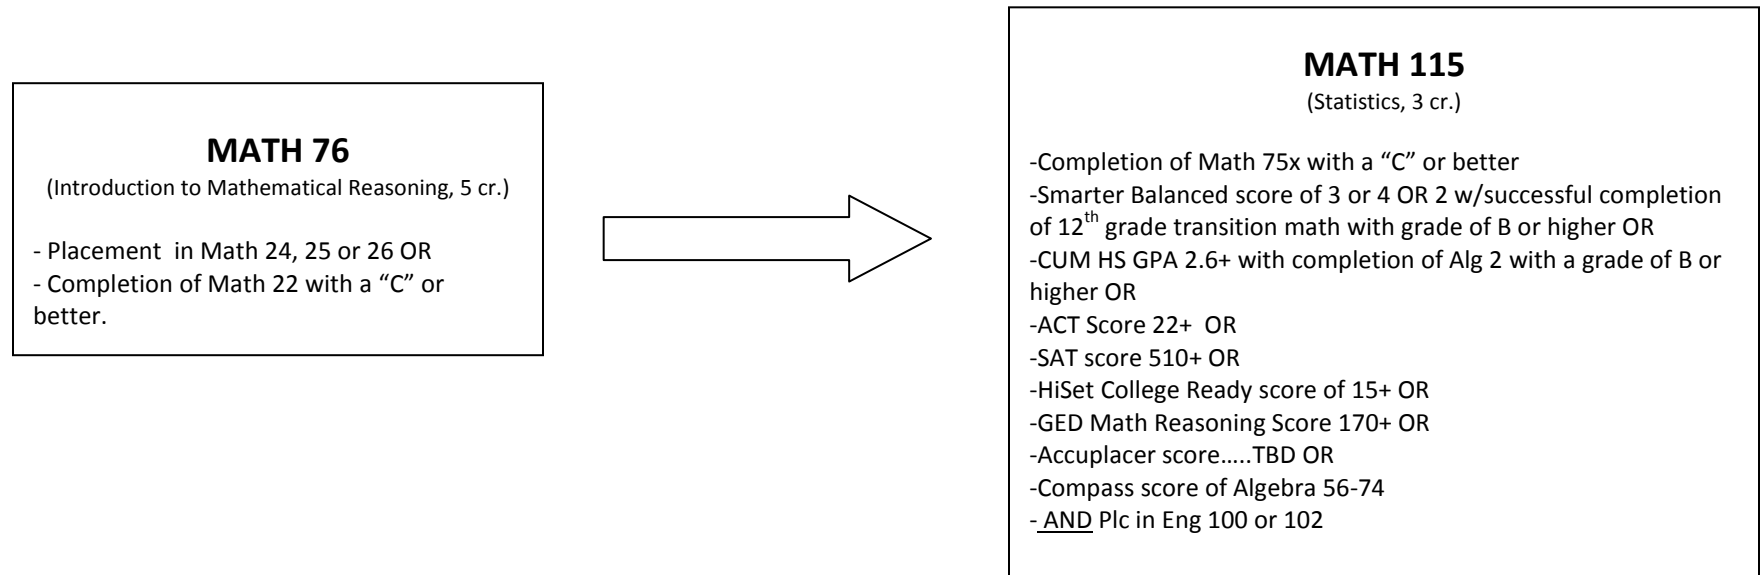 MATH 76
(Introduction to Mathematical Reasoning, 5 cr.)
- Placement  in Math 24, 25 or 26 OR
- Completion of Math 22 with a “C” or
better.
MATH 115
(Statistics, 3 cr.)
-Completion of Math 75x with a “C” or better
-Smarter Balanced score of 3 or 4 OR 2 w/successful completion
of 12th grade transition math with grade of B or higher OR
-CUM HS GPA 2.6+ with completion of Alg 2 with a grade of B or
higher OR
-ACT Score 22+  OR
-SAT score 510+ OR
-HiSet College Ready score of 15+ OR
-GED Math Reasoning Score 170+ OR
-Accuplacer score…..TBD OR
-Compass score of Algebra 56-74
- AND Plc in Eng 100 or 102